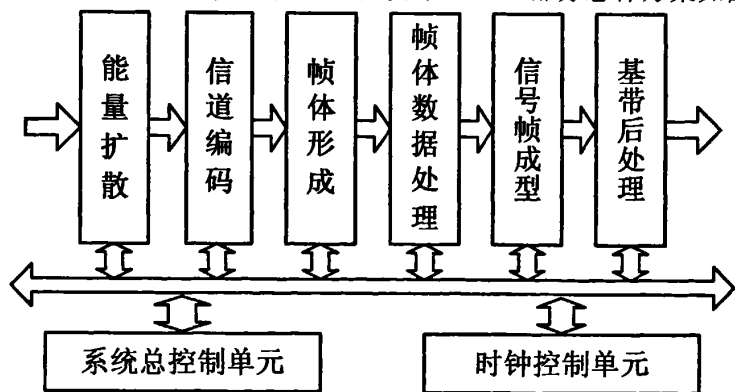 能量扩散
信道编码
帧体形成
帧体数据处理
信号帧成型
基带后处理
系统总控制单元
时钟控制单元